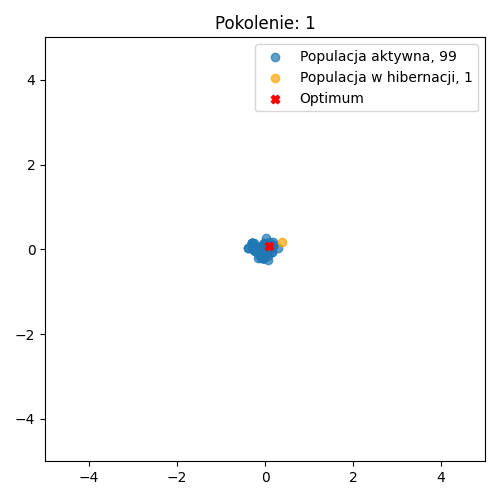 Pokolenie: 1
Populacja aktywna, 99
Populacja w hibernacji, 1
Optimum
4
2
0
−2
−4
−4
−2
0
2
4